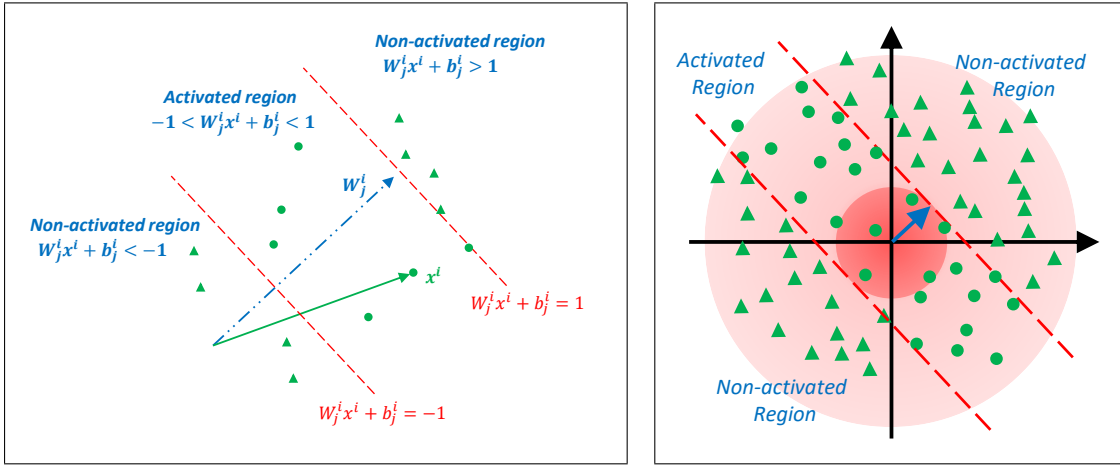 Non-activated region
W_j^i x^i + b_j^i > 1
Activated region
−1 < W_j^i x^i + b_j^i < 1
W_j^i
Non-activated region
W_j^i x^i + b_j^i < −1
x^i
W_j^i x^i + b_j^i = 1
W_j^i x^i + b_j^i = −1
Activated
Region
Non-activated
Region
Non-activated
Region